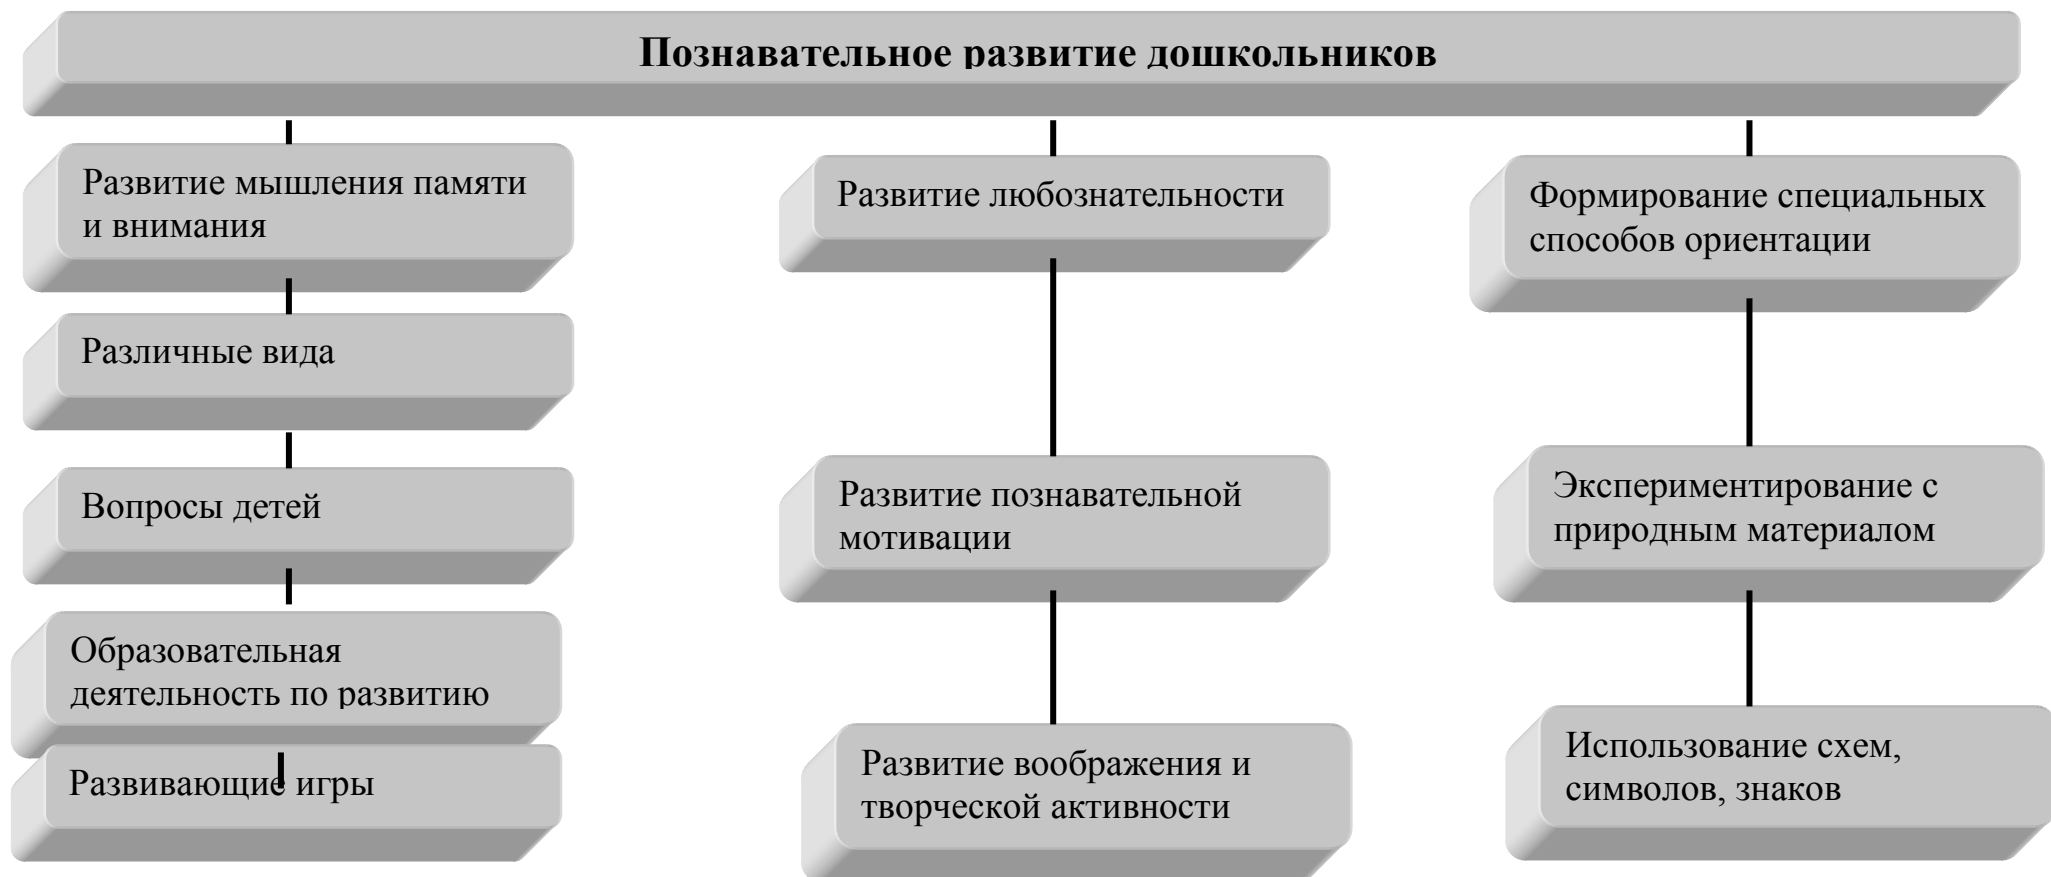 Познавательное развитие дошкольников
Развитие мышления памяти
и внимания
Различные вида
Вопросы детей
Образовательная
деятельность по развитию
Развивающие игры
Развитие любознательности
Развитие познавательной
мотивации
Развитие воображения и
творческой активности
Формирование специальных
способов ориентации
Экспериментирование с
природным материалом
Использование схем,
символов, знаков